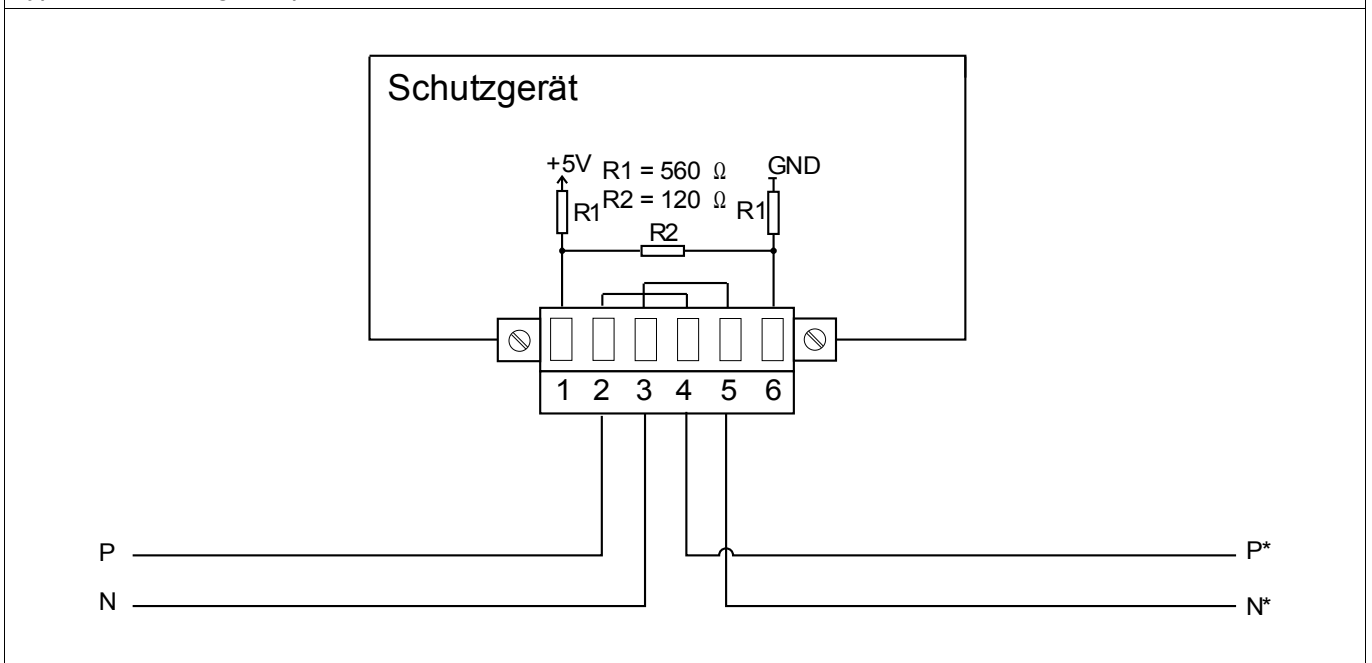 Schutzgerät
+5V R1 = 560 Ω GND
R2 = 120 Ω
R1 R1
R2
1 2 3 4 5 6
P P*
N N*